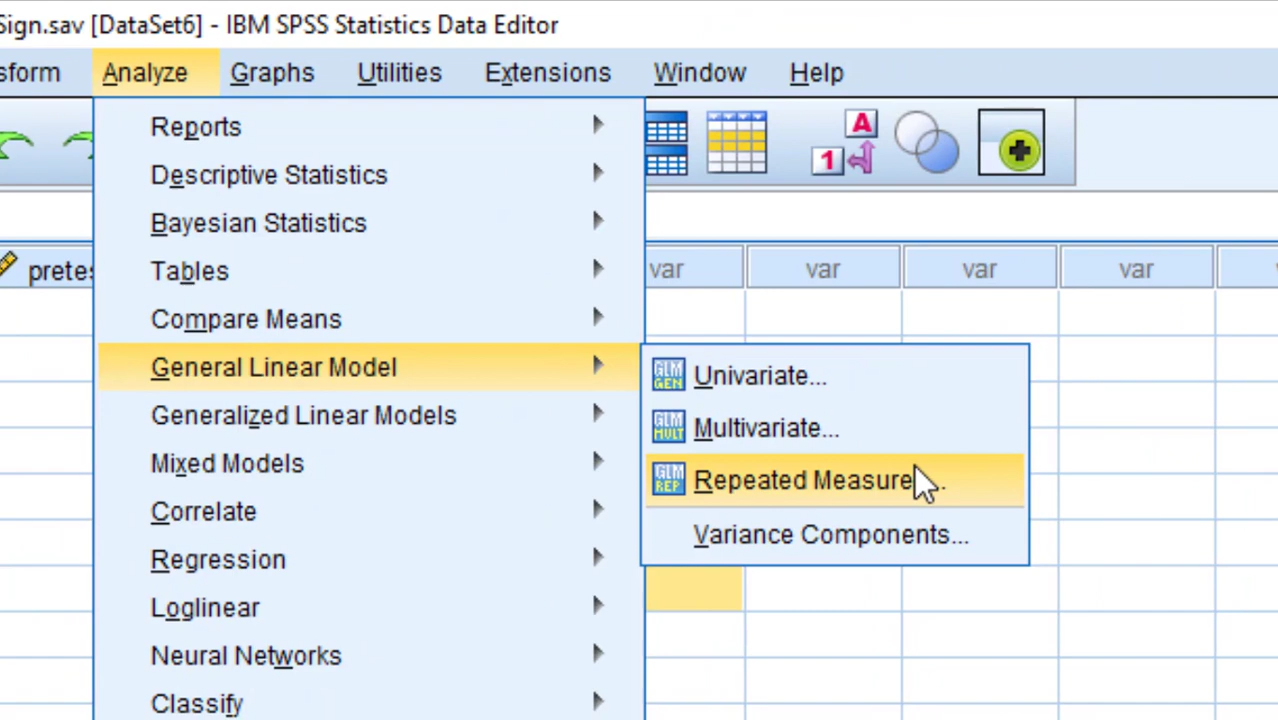 Sign.sav [DataSet6] - IBM SPSS Statistics Data Editor
sform Analyze Graphs Utilities Extensions Window Help
Reports
A
1
Descriptive Statistics
Bayesian Statistics
pretes Tables var var var var
Compare Means
General Linear Model
Univariate...
GLM GEN
Generalized Linear Models
Multivariate...
GLM MULT
Mixed Models
Repeated Measure
GLM REP
Correlate
Variance Components...
Regression
Loglinear
Neural Networks
Classify